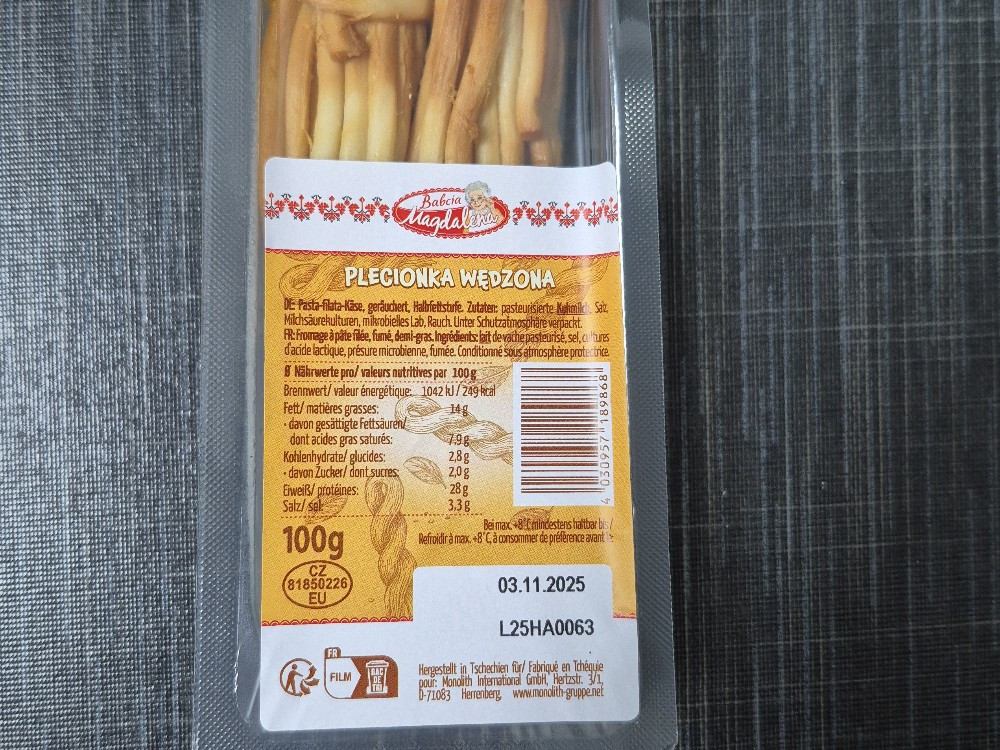 Babcia
Magdalena
PLECIONKA WĘDZONA
DE: Pasta-filata-Käse, geräuchert, Halbfettstufe. Zutaten: pasteurisierte Kuhmilch, Salz,
Milchsäurekulturen, mikrobielles Lab, Rauch. Unter Schutzatmosphäre verpackt.
FR: Fromage à pâte filée, fumé, demi-gras. Ingrédients: lait de vache pasteurisé, sel, cultures
d'acide lactique, présure microbienne, fumée. Conditionné sous atmosphère protectrice.
Ø Nährwerte pro/ valeurs nutritives par 100 g
Brennwert/ valeur énergétique: 1042 kJ / 249 kcal
Fett/ matières grasses: 14 g
- davon gesättigte Fettsäuren/
dont acides gras saturés: 7,9 g
Kohlenhydrate/ glucides: 2,8 g
- davon Zucker/ dont sucres: 2,0 g
Eiweiß/ protéines: 28 g
Salz/ sel: 3,3 g
4 030957 189868
Bei max. +8°C mindestens haltbar bis /
Refroidir à max. +8°C, à consommer de préférence avant le:
100g
CZ
81850226
EU
03.11.2025
L25HA0063
FR
FILM
BAC
DE
TRI
Hergestellt in Tschechien für/ Fabriqué en Tchéquie
pour: Monolith International GmbH, Hertzstr. 3/1,
D-71083 Herrenberg, www.monolith-gruppe.net